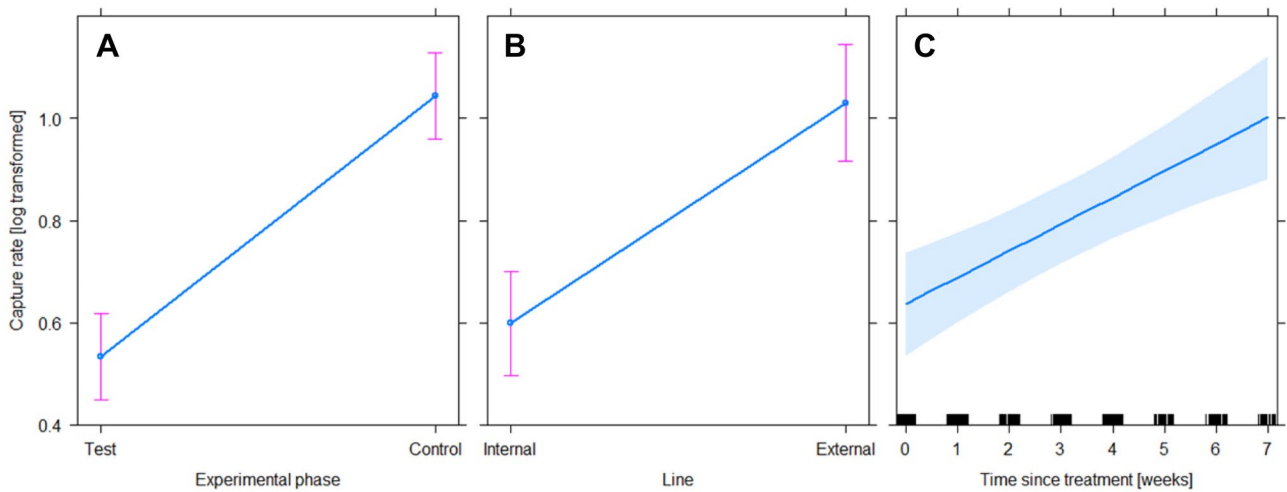 A
B
C
Capture rate [log transformed]
1.0
0.8
0.6
0.4
Test
Control
Internal
External
0 1 2 3 4 5 6 7
Experimental phase
Line
Time since treatment [weeks]